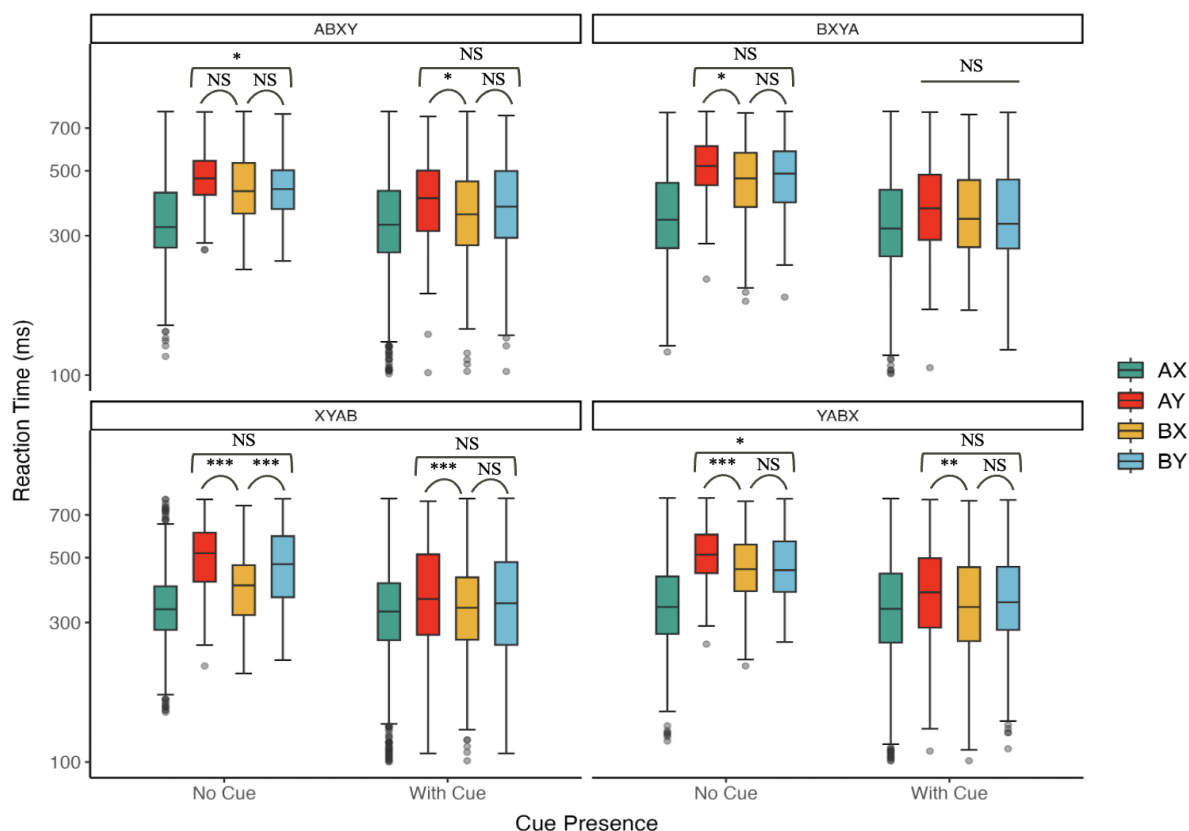 ABXY
BXYA
*
NS
NS
NS
NS
*
NS
NS
*
NS
NS
700
500
300
100
Reaction Time (ms)
AX
AY
BX
BY
XYAB
YABX
NS
***
***
NS
***
NS
*
***
NS
NS
**
NS
700
500
300
100
No Cue
With Cue
No Cue
With Cue
Cue Presence